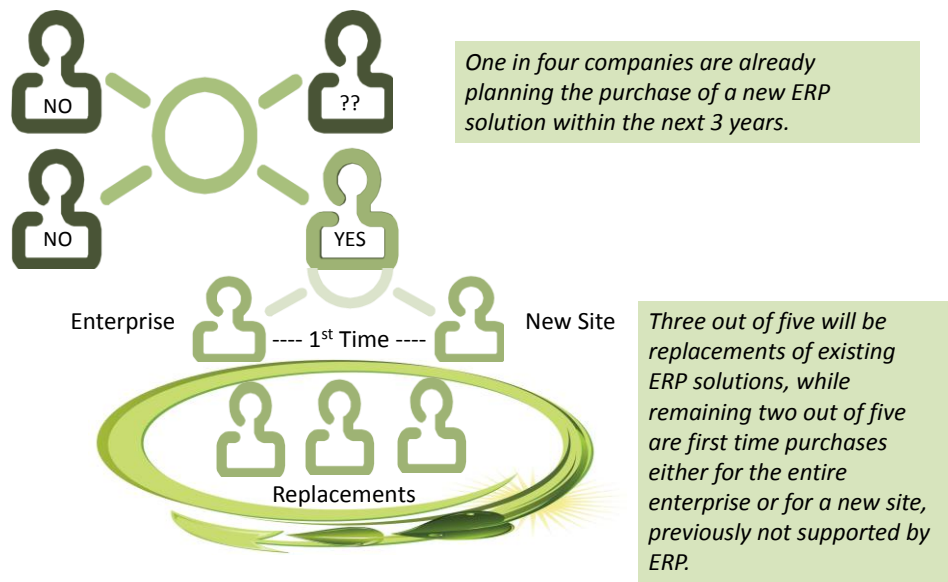 NO
??
One in four companies are already
planning the purchase of a new ERP
solution within the next 3 years.
NO
YES
Enterprise
---- 1st Time ----
New Site
Three out of five will be
replacements of existing
ERP solutions, while
remaining two out of five
are first time purchases
either for the entire
enterprise or for a new site,
previously not supported by
ERP.
Replacements